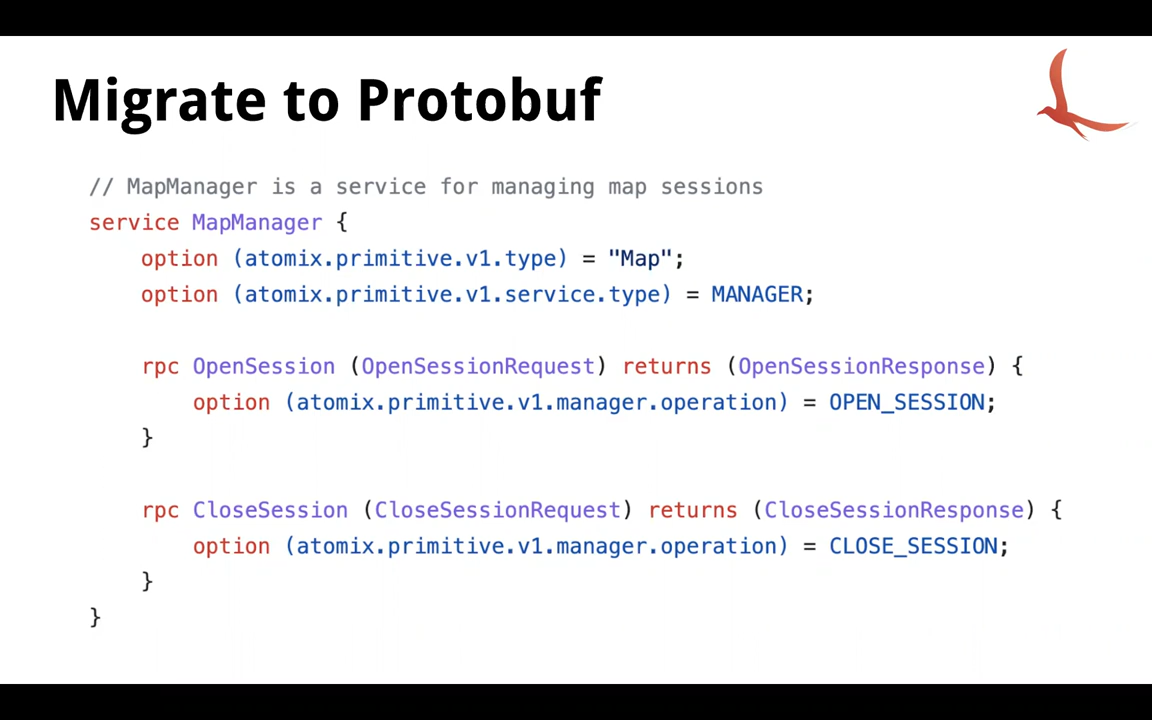 Migrate to Protobuf
// MapManager is a service for managing map sessions
service MapManager {
    option (atomix.primitive.v1.type) = "Map";
    option (atomix.primitive.v1.service.type) = MANAGER;

    rpc OpenSession (OpenSessionRequest) returns (OpenSessionResponse) {
        option (atomix.primitive.v1.manager.operation) = OPEN_SESSION;
    }

    rpc CloseSession (CloseSessionRequest) returns (CloseSessionResponse) {
        option (atomix.primitive.v1.manager.operation) = CLOSE_SESSION;
    }
}